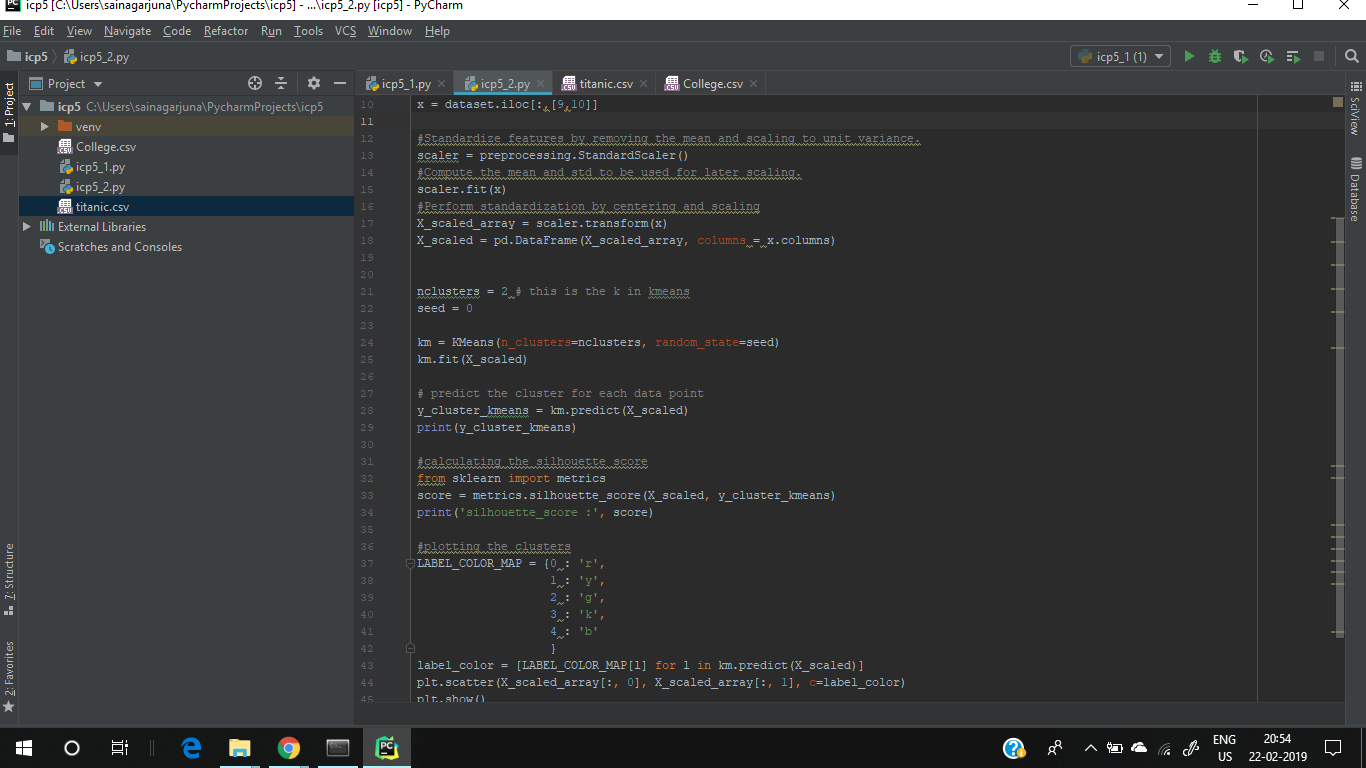 icp5 [C:\Users\sainagarjuna\PycharmProjects\icp5] - ...\icp5_2.py [icp5] - PyCharm
File Edit View Navigate Code Refactor Run Tools VCS Window Help
icp5 icp5_2.py
icp5_1 (1)
Project
icp5_1.py icp5_2.py titanic.csv College.csv
icp5 C:\Users\sainagarjuna\PycharmProjects\icp5
venv
College.csv
icp5_1.py
icp5_2.py
titanic.csv
External Libraries
Scratches and Consoles
1: Project
7: Structure
2: Favorites
10 x = dataset.iloc[:,[9,10]]
11
12 #Standardize features by removing the mean and scaling to unit variance.
13 scaler = preprocessing.StandardScaler()
14 #Compute the mean and std to be used for later scaling.
15 scaler.fit(x)
16 #Perform standardization by centering and scaling
17 X_scaled_array = scaler.transform(x)
18 X_scaled = pd.DataFrame(X_scaled_array, columns = x.columns)
19
20
21 nclusters = 2 # this is the k in kmeans
22 seed = 0
23
24 km = KMeans(n_clusters=nclusters, random_state=seed)
25 km.fit(X_scaled)
26
27 # predict the cluster for each data point
28 y_cluster_kmeans = km.predict(X_scaled)
29 print(y_cluster_kmeans)
30
31 #calculating the silhouette score
32 from sklearn import metrics
33 score = metrics.silhouette_score(X_scaled, y_cluster_kmeans)
34 print('silhouette_score :', score)
35
36 #plotting the clusters
37 LABEL_COLOR_MAP = {0 : 'r',
38 1 : 'y',
39 2 : 'g',
40 3 : 'k',
41 4 : 'b'
42 }
43 label_color = [LABEL_COLOR_MAP[l] for l in km.predict(X_scaled)]
44 plt.scatter(X_scaled_array[:, 0], X_scaled_array[:, 1], c=label_color)
45 plt.show()
SciView
Database
PC
ENG
US
20:54
22-02-2019